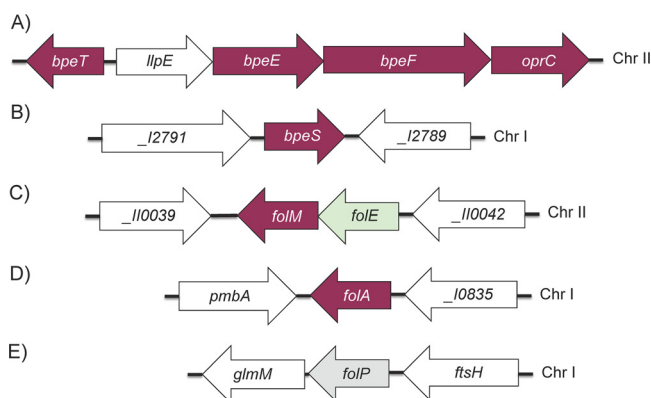 A)
bpeT llpE bpeE bpeF oprC Chr II
B)
_I2791 bpeS _I2789 Chr I
C)
_II0039 folM folE _II0042 Chr II
D)
pmbA folA _I0835 Chr I
E)
glmM folP ftsH Chr I